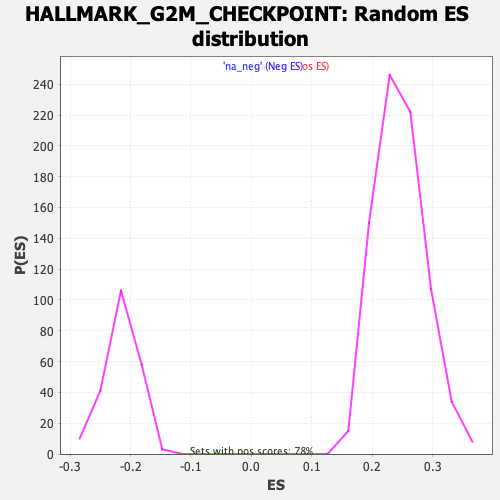 HALLMARK_G2M_CHECKPOINT: Random ES
distribution
'na_neg' (Neg ES)os ES)
240
220
200
180
160
140
120
100
80
60
40
20
0
P(ES)
Sets with pos scores: 78%
-0.3 -0.2 -0.1 0.0 0.1 0.2 0.3
ES